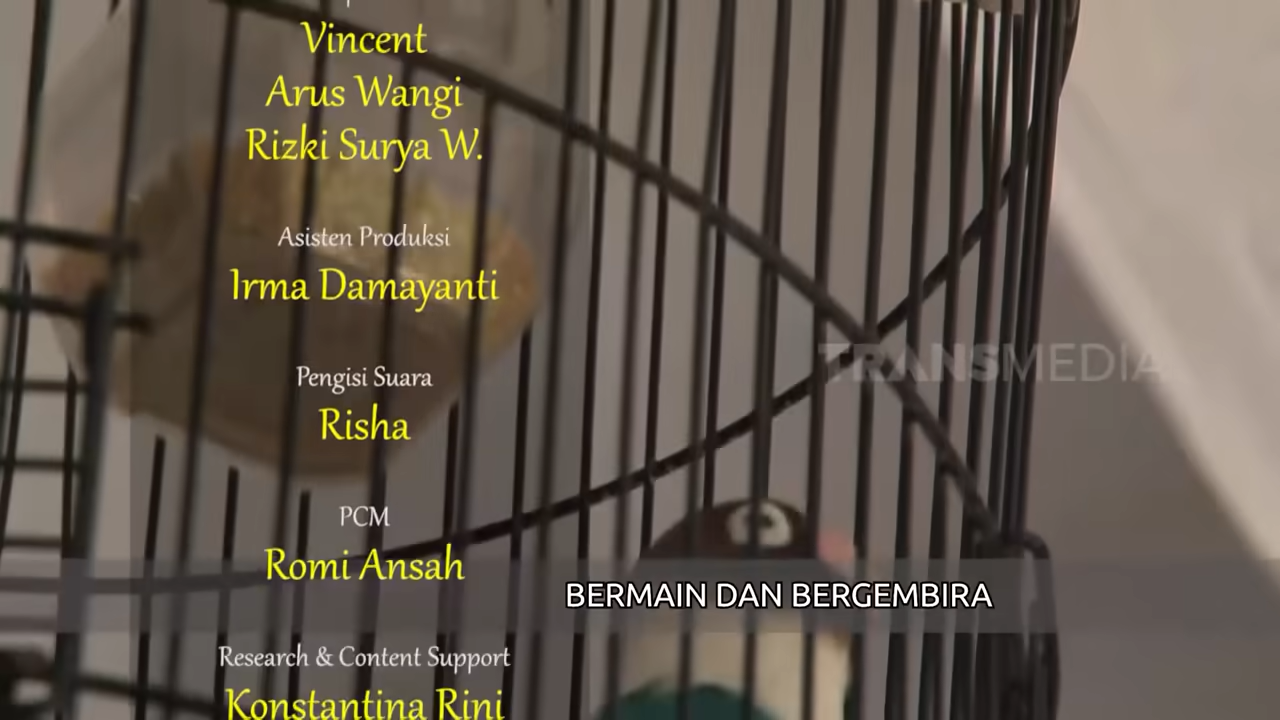 Vincent
Arus Wangi
Rizki Surya W.
Asisten Produksi
Irma Damayanti
Pengisi Suara
Risha
TRANSMEDIA
PCM
Romi Ansah
BERMAIN DAN BERGEMBIRA
Research & Content Support
Konstantina Rini